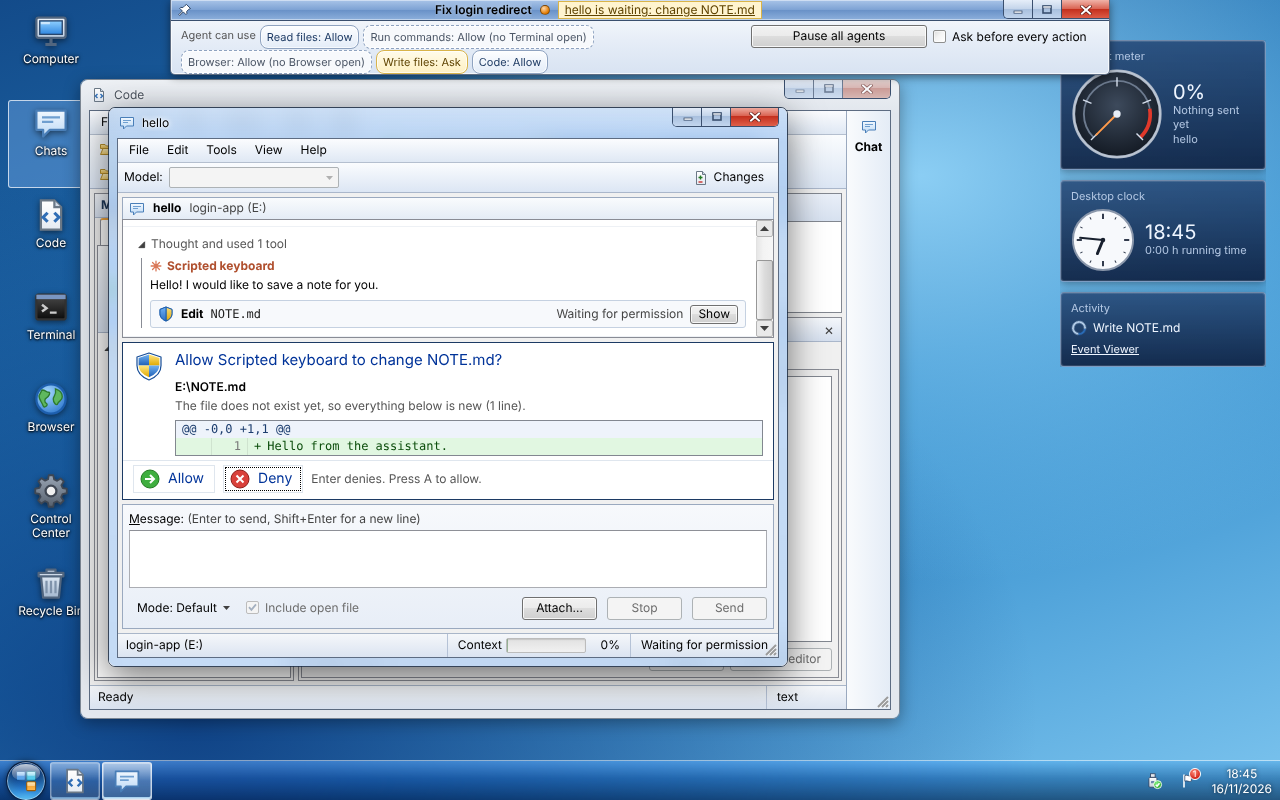 Computer
Chats
Code
Terminal
Browser
Control
Center
Recycle Bin
Fix login redirect
hello is waiting: change NOTE.md
Agent can use
Read files: Allow
Run commands: Allow (no Terminal open)
Browser: Allow (no Browser open)
Write files: Ask
Code: Allow
Pause all agents
Ask before every action
meter
0%
Nothing sent
yet
hello
Desktop clock
18:45
0:00 h running time
Activity
Write NOTE.md
Event Viewer
Code
Chat
hello
File Edit Tools View Help
Model:
Changes
hello login-app (E:)
Thought and used 1 tool
Scripted keyboard
Hello! I would like to save a note for you.
Edit NOTE.md
Waiting for permission
Show
Allow Scripted keyboard to change NOTE.md?
E:\NOTE.md
The file does not exist yet, so everything below is new (1 line).
@@ -0,0 +1,1 @@
1 + Hello from the assistant.
Allow
Deny
Enter denies. Press A to allow.
Message: (Enter to send, Shift+Enter for a new line)
Mode: Default
Include open file
Attach...
Stop
Send
login-app (E:)
Context
0%
Waiting for permission
editor
Ready
text
1
18:45
16/11/2026